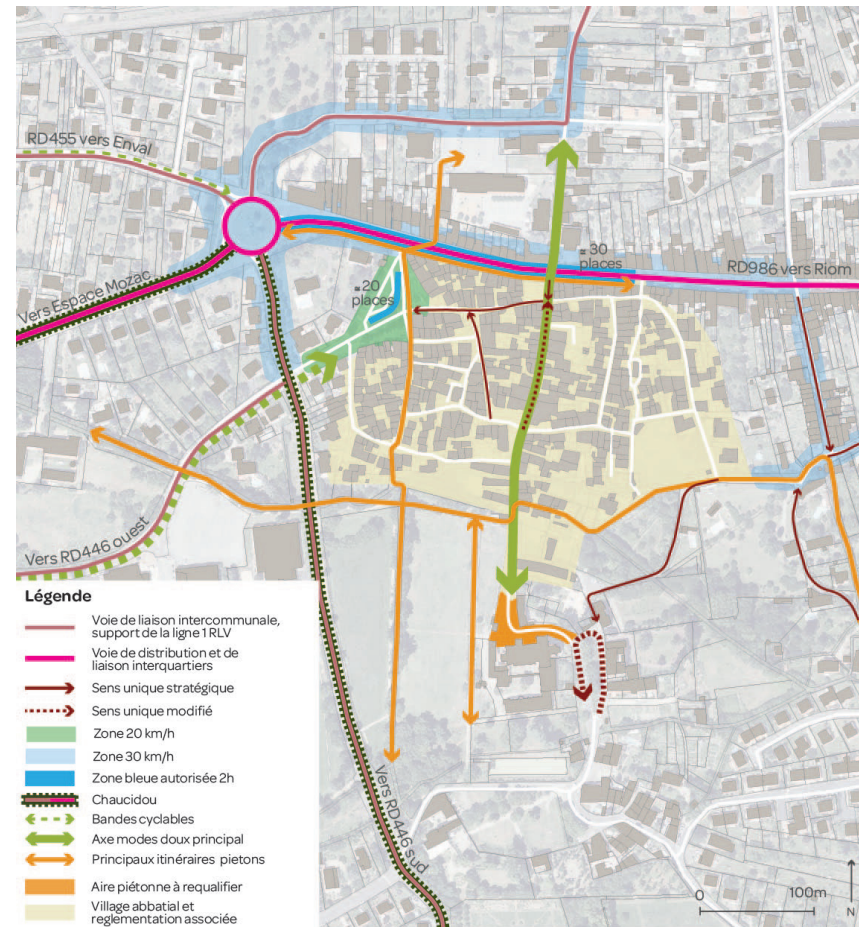 RD455 vers Enval
≡ 30
places
RD986 vers Riom
≡ 20
places
Vers Espace Mozac
Vers RD446 ouest
Vers RD446 sud
Légende
Voie de liaison intercommunale,
support de la ligne 1 RLV
Voie de distribution et de
liaison interquartiers
Sens unique stratégique
Sens unique modifié
Zone 20 km/h
Zone 30 km/h
Zone bleue autorisée 2h
Chaucidou
Bandes cyclables
Axe modes doux principal
Principaux itinéraires pietons
Aire piétonne à requalifier
Village abbatial et
reglementation associée
0 100m
N